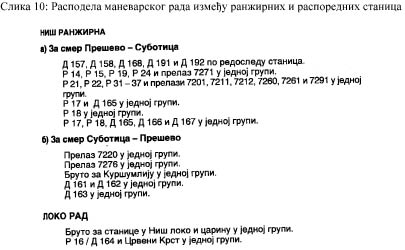 Слика 10: Расподела маневарског рада између ранжирних и распоредних станица
НИШ РАНЖИРНА
а) За смер Прешево – Суботица
Д 157, Д 158, Д 168, Д 191 и Д 192 по редоследу станица.
Р 14, Р 15, Р 19, Р 24 и прелаз 7271 у једној групи.
Р 21, Р 22, Р 31 – 37 и прелази 7201, 7211, 7212, 7260, 7261 и 7291 у једној
групи.
Р 17 и Д 165 у једној групи.
Р 18 у једној групи.
Р 17, Р 18, Д 165, Д 166 и Д 167 у једној групи.
б) За смер Суботица – Прешево
Прелаз 7220 у једној групи.
Прелаз 7276 у једној групи.
Бруто за Куршумлију у једној групи.
Д 161 и Д 162 у једној групи.
Д 163 у једној групи.
ЛОКО РАД
Бруто за станице у Ниш локо и царину у једној групи.
Р 16 / Д 164 и Црвени Крст у једној групи.